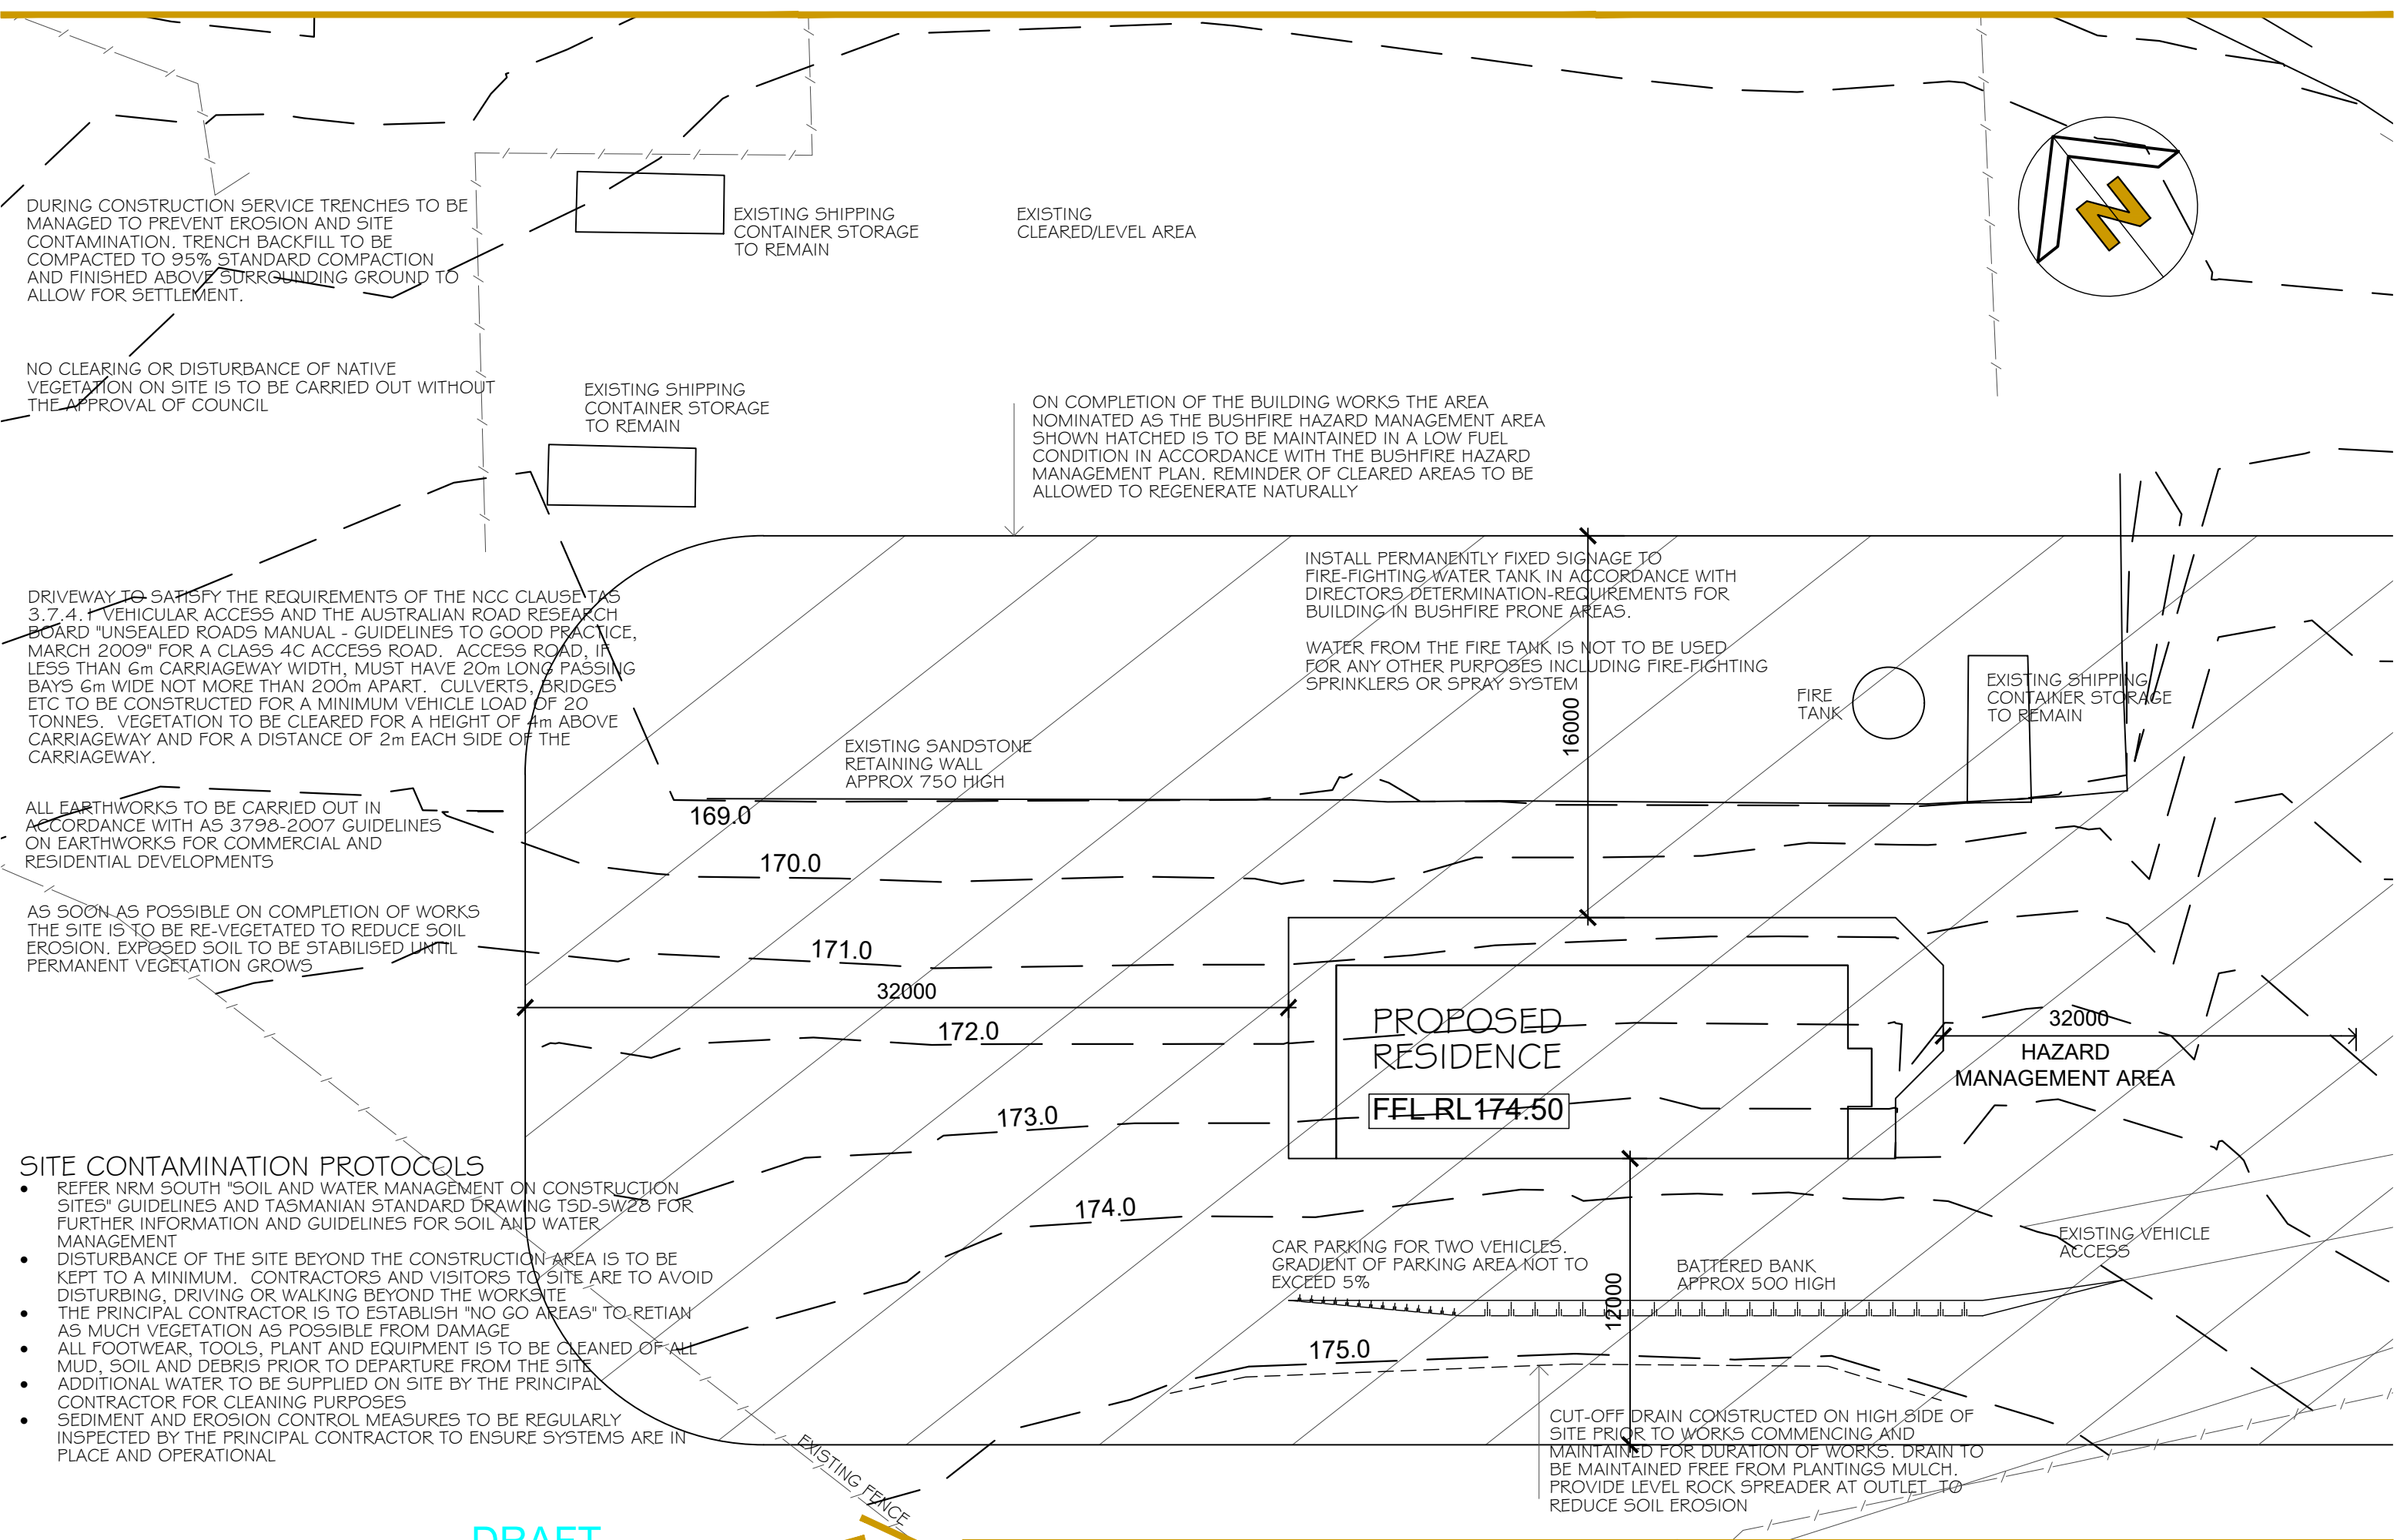 DURING CONSTRUCTION SERVICE TRENCHES TO BE
MANAGED TO PREVENT EROSION AND SITE
CONTAMINATION. TRENCH BACKFILL TO BE
COMPACTED TO 95% STANDARD COMPACTION
AND FINISHED ABOVE SURROUNDING GROUND TO
ALLOW FOR SETTLEMENT.
EXISTING SHIPPING
CONTAINER STORAGE
TO REMAIN
EXISTING
CLEARED/LEVEL AREA
N
NO CLEARING OR DISTURBANCE OF NATIVE
VEGETATION ON SITE IS TO BE CARRIED OUT WITHOUT
THE APPROVAL OF COUNCIL
EXISTING SHIPPING
CONTAINER STORAGE
TO REMAIN
ON COMPLETION OF THE BUILDING WORKS THE AREA
NOMINATED AS THE BUSHFIRE HAZARD MANAGEMENT AREA
SHOWN HATCHED IS TO BE MAINTAINED IN A LOW FUEL
CONDITION IN ACCORDANCE WITH THE BUSHFIRE HAZARD
MANAGEMENT PLAN. REMINDER OF CLEARED AREAS TO BE
ALLOWED TO REGENERATE NATURALLY
DRIVEWAY TO SATISFY THE REQUIREMENTS OF THE NCC CLAUSE TAS
3.7.4.1 VEHICULAR ACCESS AND THE AUSTRALIAN ROAD RESEARCH
BOARD "UNSEALED ROADS MANUAL - GUIDELINES TO GOOD PRACTICE,
MARCH 2009" FOR A CLASS 4C ACCESS ROAD. ACCESS ROAD, IF
LESS THAN 6m CARRIAGEWAY WIDTH, MUST HAVE 20m LONG PASSING
BAYS 6m WIDE NOT MORE THAN 200m APART. CULVERTS, BRIDGES
ETC TO BE CONSTRUCTED FOR A MINIMUM VEHICLE LOAD OF 20
TONNES. VEGETATION TO BE CLEARED FOR A HEIGHT OF 4m ABOVE
CARRIAGEWAY AND FOR A DISTANCE OF 2m EACH SIDE OF THE
CARRIAGEWAY.
INSTALL PERMANENTLY FIXED SIGNAGE TO
FIRE-FIGHTING WATER TANK IN ACCORDANCE WITH
DIRECTORS DETERMINATION-REQUIREMENTS FOR
BUILDING IN BUSHFIRE PRONE AREAS.
WATER FROM THE FIRE TANK IS NOT TO BE USED
FOR ANY OTHER PURPOSES INCLUDING FIRE-FIGHTING
SPRINKLERS OR SPRAY SYSTEM
16000
FIRE
TANK
EXISTING SHIPPING
CONTAINER STORAGE
TO REMAIN
EXISTING SANDSTONE
RETAINING WALL
APPROX 750 HIGH
ALL EARTHWORKS TO BE CARRIED OUT IN
ACCORDANCE WITH AS 3798-2007 GUIDELINES
ON EARTHWORKS FOR COMMERCIAL AND
RESIDENTIAL DEVELOPMENTS
169.0
170.0
AS SOON AS POSSIBLE ON COMPLETION OF WORKS
THE SITE IS TO BE RE-VEGETATED TO REDUCE SOIL
EROSION. EXPOSED SOIL TO BE STABILISED UNTIL
PERMANENT VEGETATION GROWS
171.0
32000
172.0
PROPOSED
RESIDENCE
FFL RL174.50
32000
HAZARD
MANAGEMENT AREA
173.0
174.0
SITE CONTAMINATION PROTOCOLS
• REFER NRM SOUTH "SOIL AND WATER MANAGEMENT ON CONSTRUCTION
SITES" GUIDELINES AND TASMANIAN STANDARD DRAWING TSD-SW28 FOR
FURTHER INFORMATION AND GUIDELINES FOR SOIL AND WATER
MANAGEMENT
• DISTURBANCE OF THE SITE BEYOND THE CONSTRUCTION AREA IS TO BE
KEPT TO A MINIMUM. CONTRACTORS AND VISITORS TO SITE ARE TO AVOID
DISTURBING, DRIVING OR WALKING BEYOND THE WORKSITE
• THE PRINCIPAL CONTRACTOR IS TO ESTABLISH "NO GO AREAS" TO RETIAN
AS MUCH VEGETATION AS POSSIBLE FROM DAMAGE
• ALL FOOTWEAR, TOOLS, PLANT AND EQUIPMENT IS TO BE CLEANED OF ALL
MUD, SOIL AND DEBRIS PRIOR TO DEPARTURE FROM THE SITE
• ADDITIONAL WATER TO BE SUPPLIED ON SITE BY THE PRINCIPAL
CONTRACTOR FOR CLEANING PURPOSES
• SEDIMENT AND EROSION CONTROL MEASURES TO BE REGULARLY
INSPECTED BY THE PRINCIPAL CONTRACTOR TO ENSURE SYSTEMS ARE IN
PLACE AND OPERATIONAL
CAR PARKING FOR TWO VEHICLES.
GRADIENT OF PARKING AREA NOT TO
EXCEED 5%
12000
BATTERED BANK
APPROX 500 HIGH
EXISTING VEHICLE
ACCESS
175.0
CUT-OFF DRAIN CONSTRUCTED ON HIGH SIDE OF
SITE PRIOR TO WORKS COMMENCING AND
MAINTAINED FOR DURATION OF WORKS. DRAIN TO
BE MAINTAINED FREE FROM PLANTINGS MULCH.
PROVIDE LEVEL ROCK SPREADER AT OUTLET TO
REDUCE SOIL EROSION
EXISTING FENCE
DRAFT